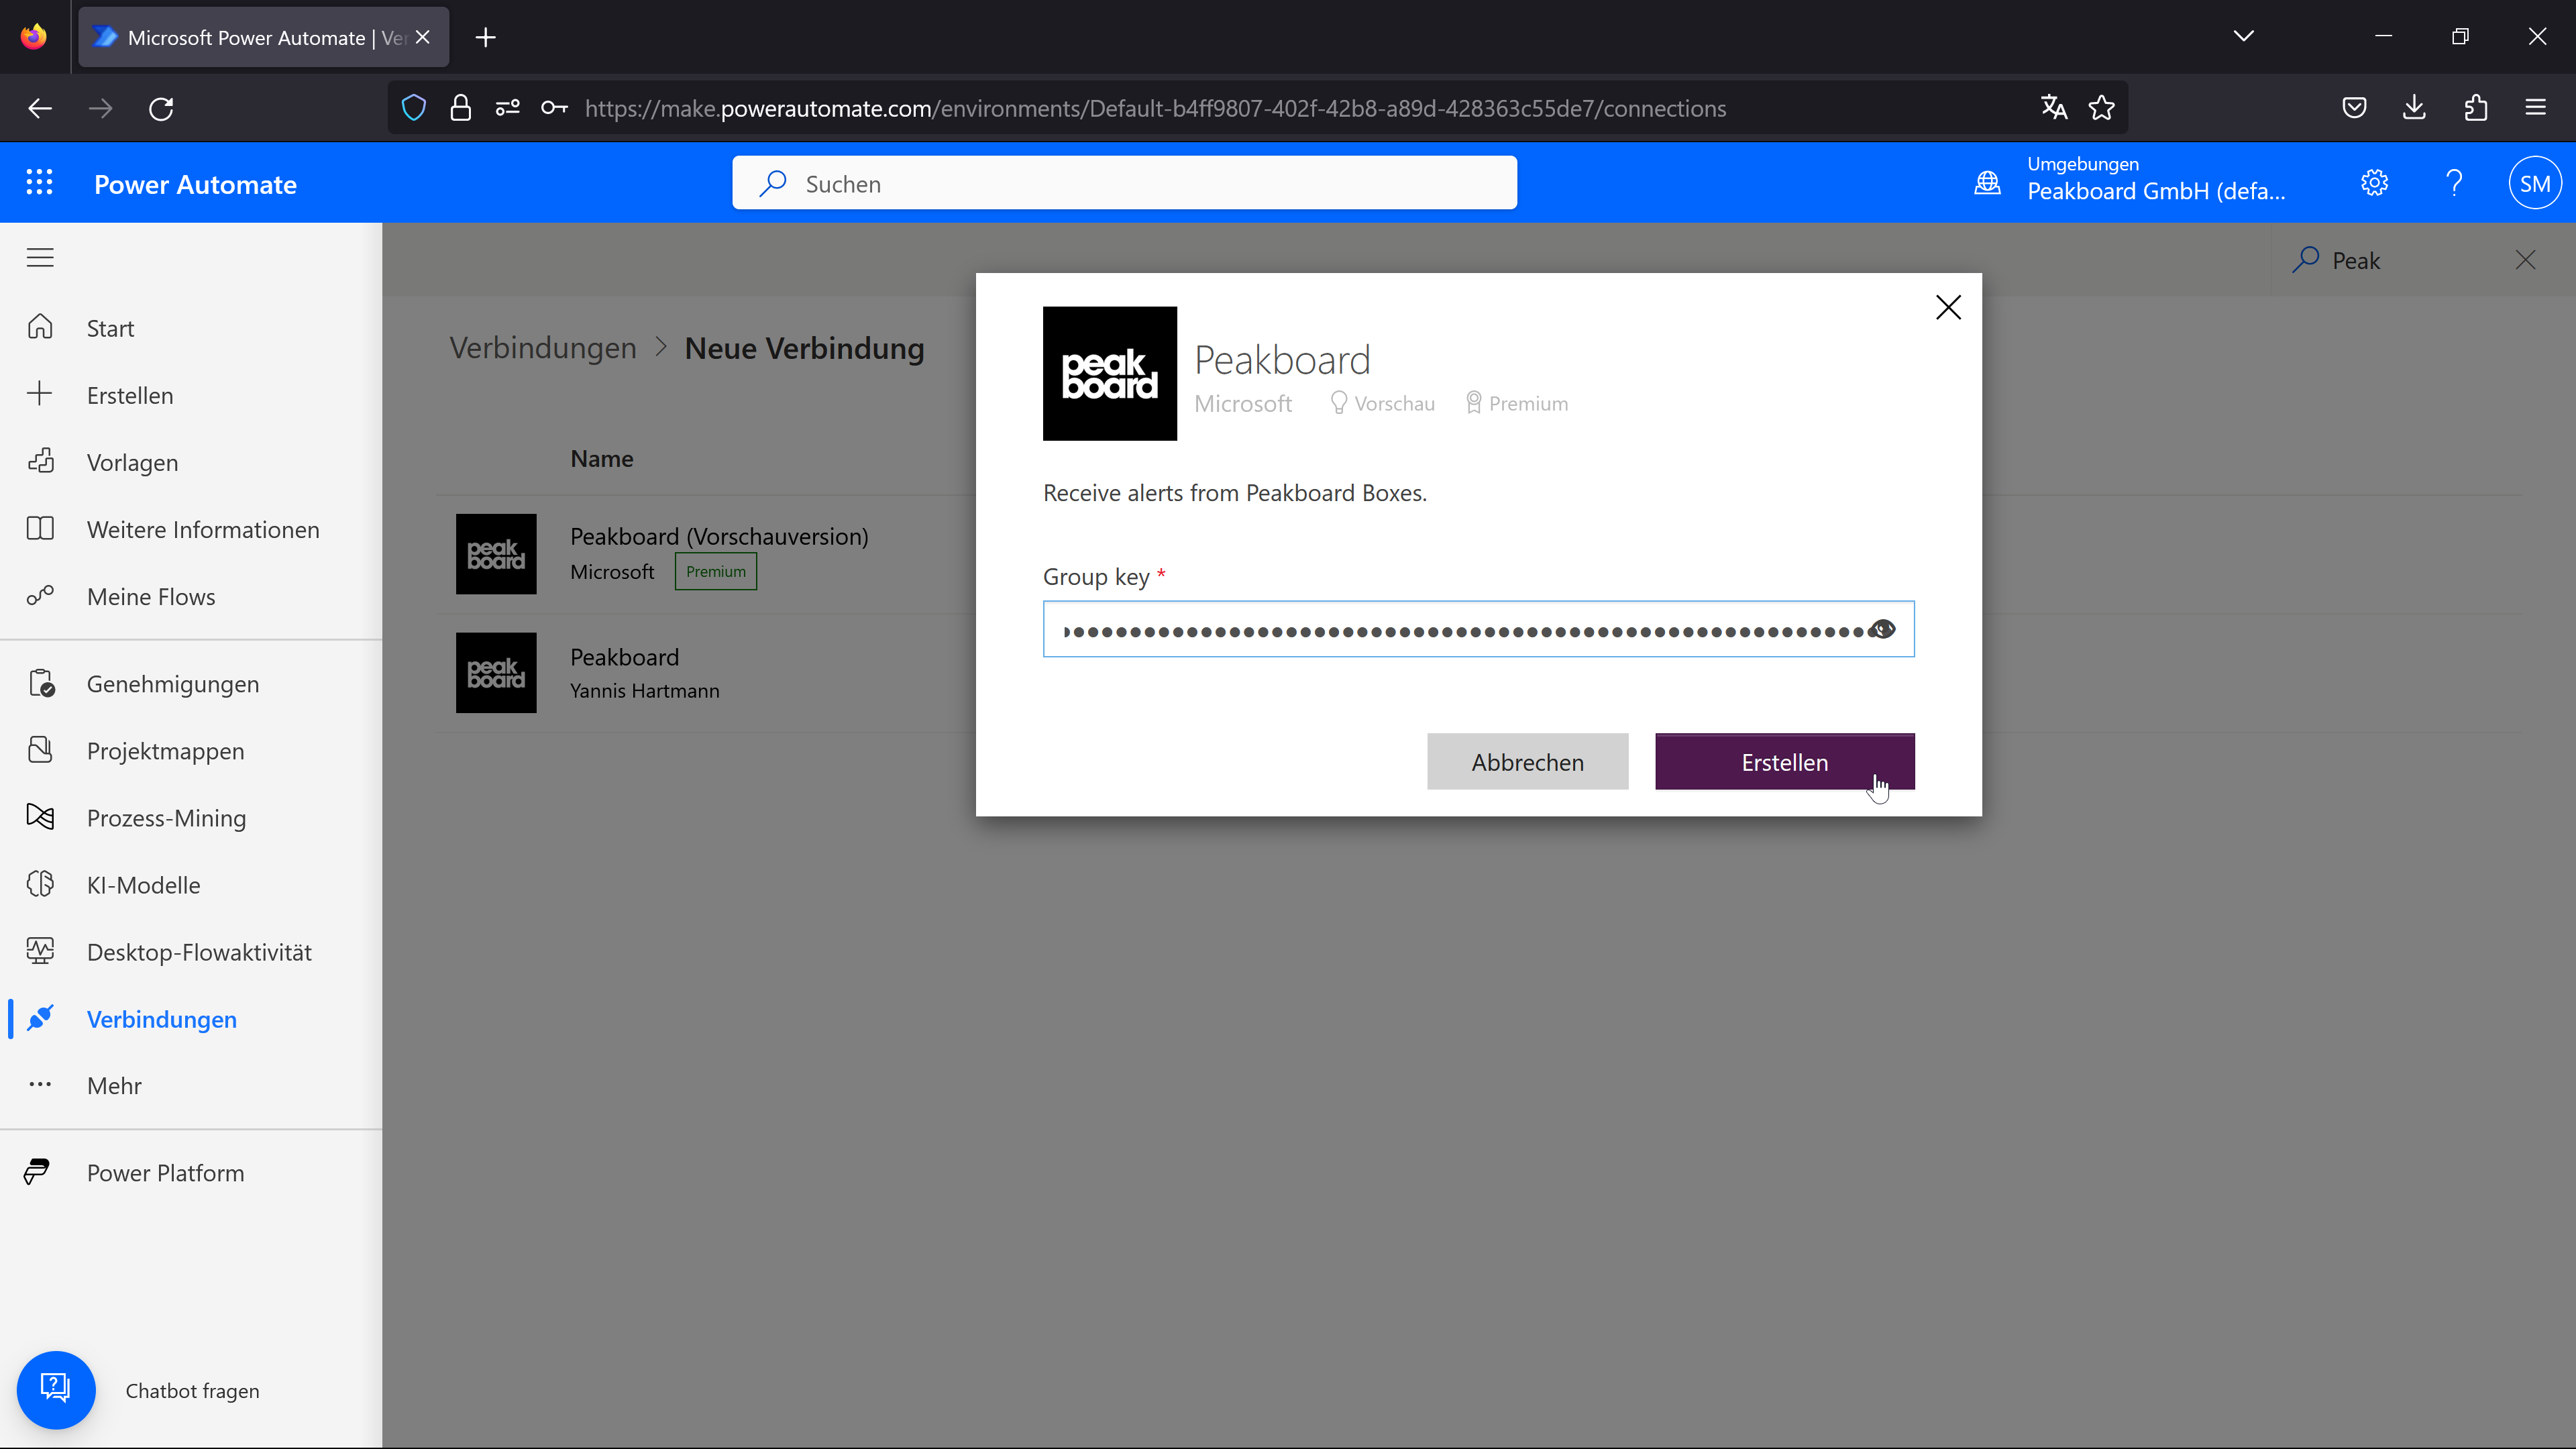 Microsoft Power Automate | Ver
https://make.powerautomate.com/environments/Default-b4ff9807-402f-42b8-a89d-428363c55de7/connections
Power Automate
Suchen
Umgebungen
Peakboard GmbH (defa...
SM
Peak
Start
Erstellen
Vorlagen
Weitere Informationen
Meine Flows
Genehmigungen
Projektmappen
Prozess-Mining
KI-Modelle
Desktop-Flowaktivität
Verbindungen
Mehr
Power Platform
Chatbot fragen
Verbindungen > Neue Verbindung
Name
peak
board
Peakboard (Vorschauversion)
Microsoft Premium
peak
board
Peakboard
Yannis Hartmann
peak
board
Peakboard
Microsoft Vorschau Premium
Receive alerts from Peakboard Boxes.
Group key *
Abbrechen Erstellen